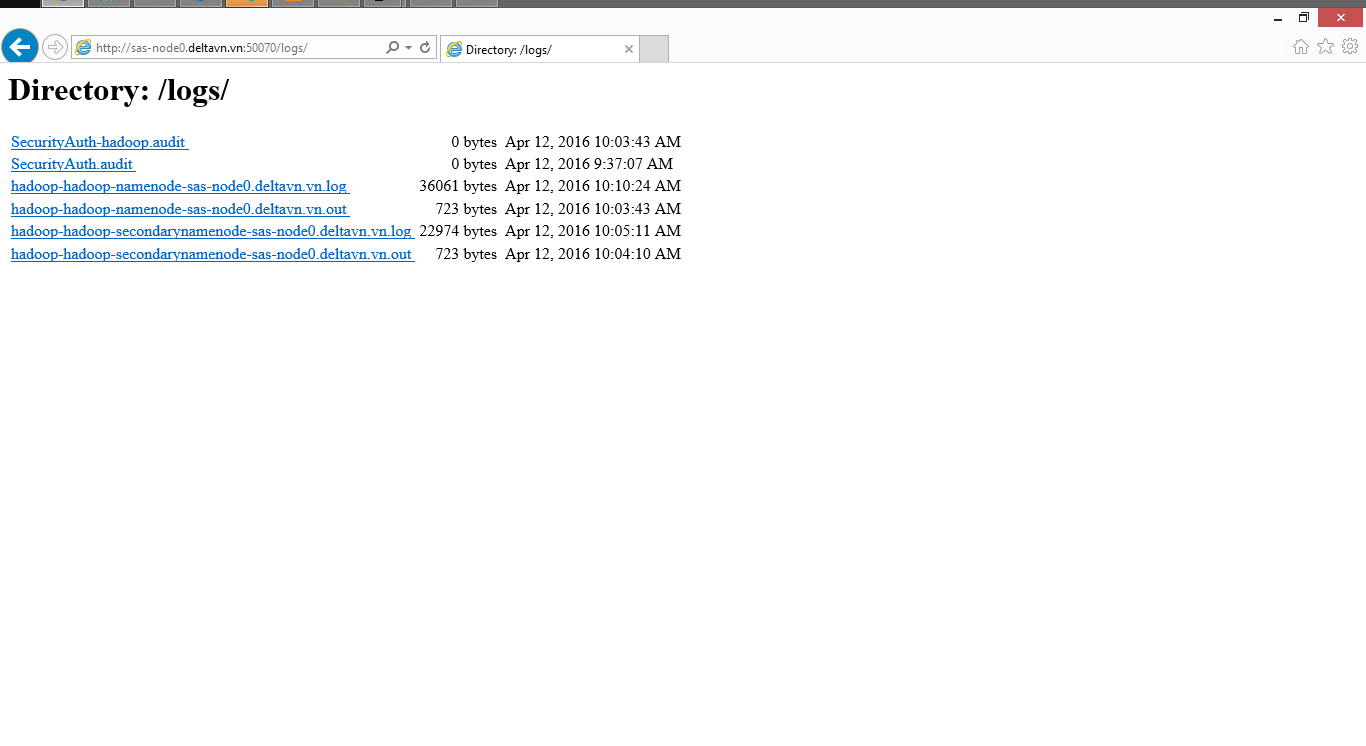 http://sas-node0.deltavn.vn:50070/logs/
Directory: /logs/
Directory: /logs/
SecurityAuth-hadoop.audit 0 bytes Apr 12, 2016 10:03:43 AM
SecurityAuth.audit 0 bytes Apr 12, 2016 9:37:07 AM
hadoop-hadoop-namenode-sas-node0.deltavn.vn.log 36061 bytes Apr 12, 2016 10:10:24 AM
hadoop-hadoop-namenode-sas-node0.deltavn.vn.out 723 bytes Apr 12, 2016 10:03:43 AM
hadoop-hadoop-secondarynamenode-sas-node0.deltavn.vn.log 22974 bytes Apr 12, 2016 10:05:11 AM
hadoop-hadoop-secondarynamenode-sas-node0.deltavn.vn.out 723 bytes Apr 12, 2016 10:04:10 AM